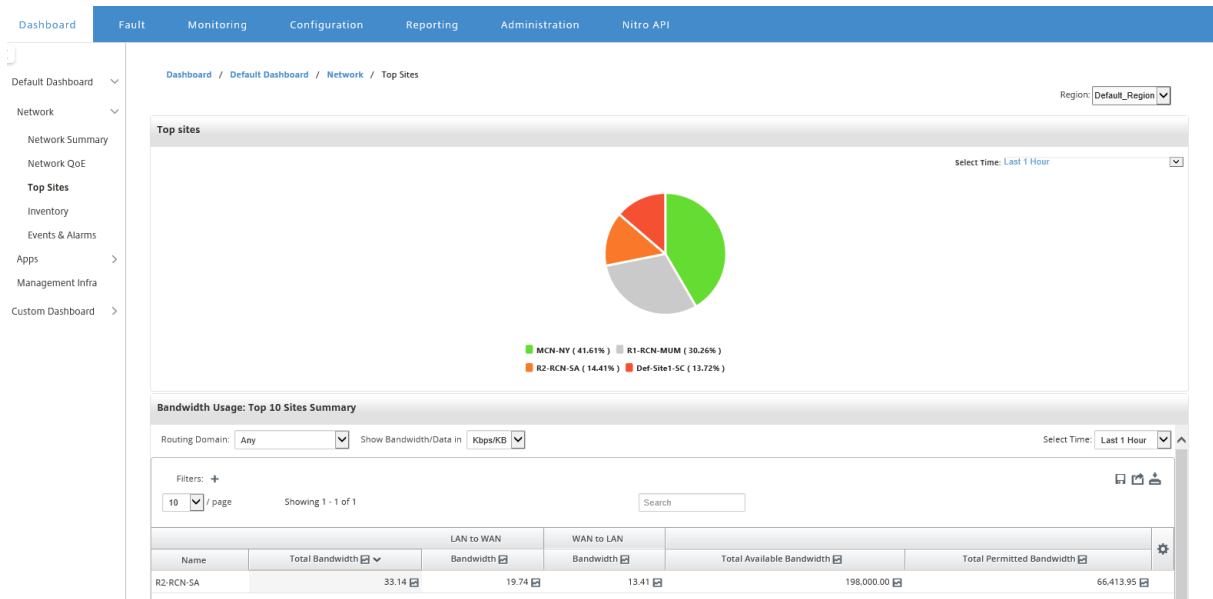 Dashboard Fault Monitoring Configuration Reporting Administration Nitro API
Default Dashboard
Network
Network Summary
Network QoE
Top Sites
Inventory
Events & Alarms
Apps
Management Infra
Custom Dashboard
Dashboard / Default Dashboard / Network / Top Sites
Region: Default_Region
Top sites
Select Time: Last 1 Hour
MCN-NY ( 41.61% ) R1-RCN-MUM ( 30.26% )
R2-RCN-SA ( 14.41% ) Def-Site1-SC ( 13.72% )
Bandwidth Usage: Top 10 Sites Summary
Routing Domain: Any Show Bandwidth/Data in Kbps/KB Select Time: Last 1 Hour
Filters: +
10 / page Showing 1 - 1 of 1 Search
LAN to WAN WAN to LAN
Name Total Bandwidth Bandwidth Bandwidth Total Available Bandwidth Total Permitted Bandwidth
R2-RCN-SA 33.14 19.74 13.41 198,000.00 66,413.95